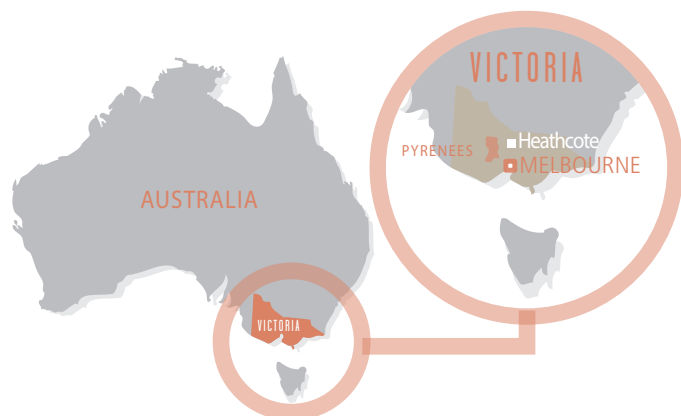 AUSTRALIA
VICTORIA
VICTORIA
Heathcote
PYRENEES
MELBOURNE